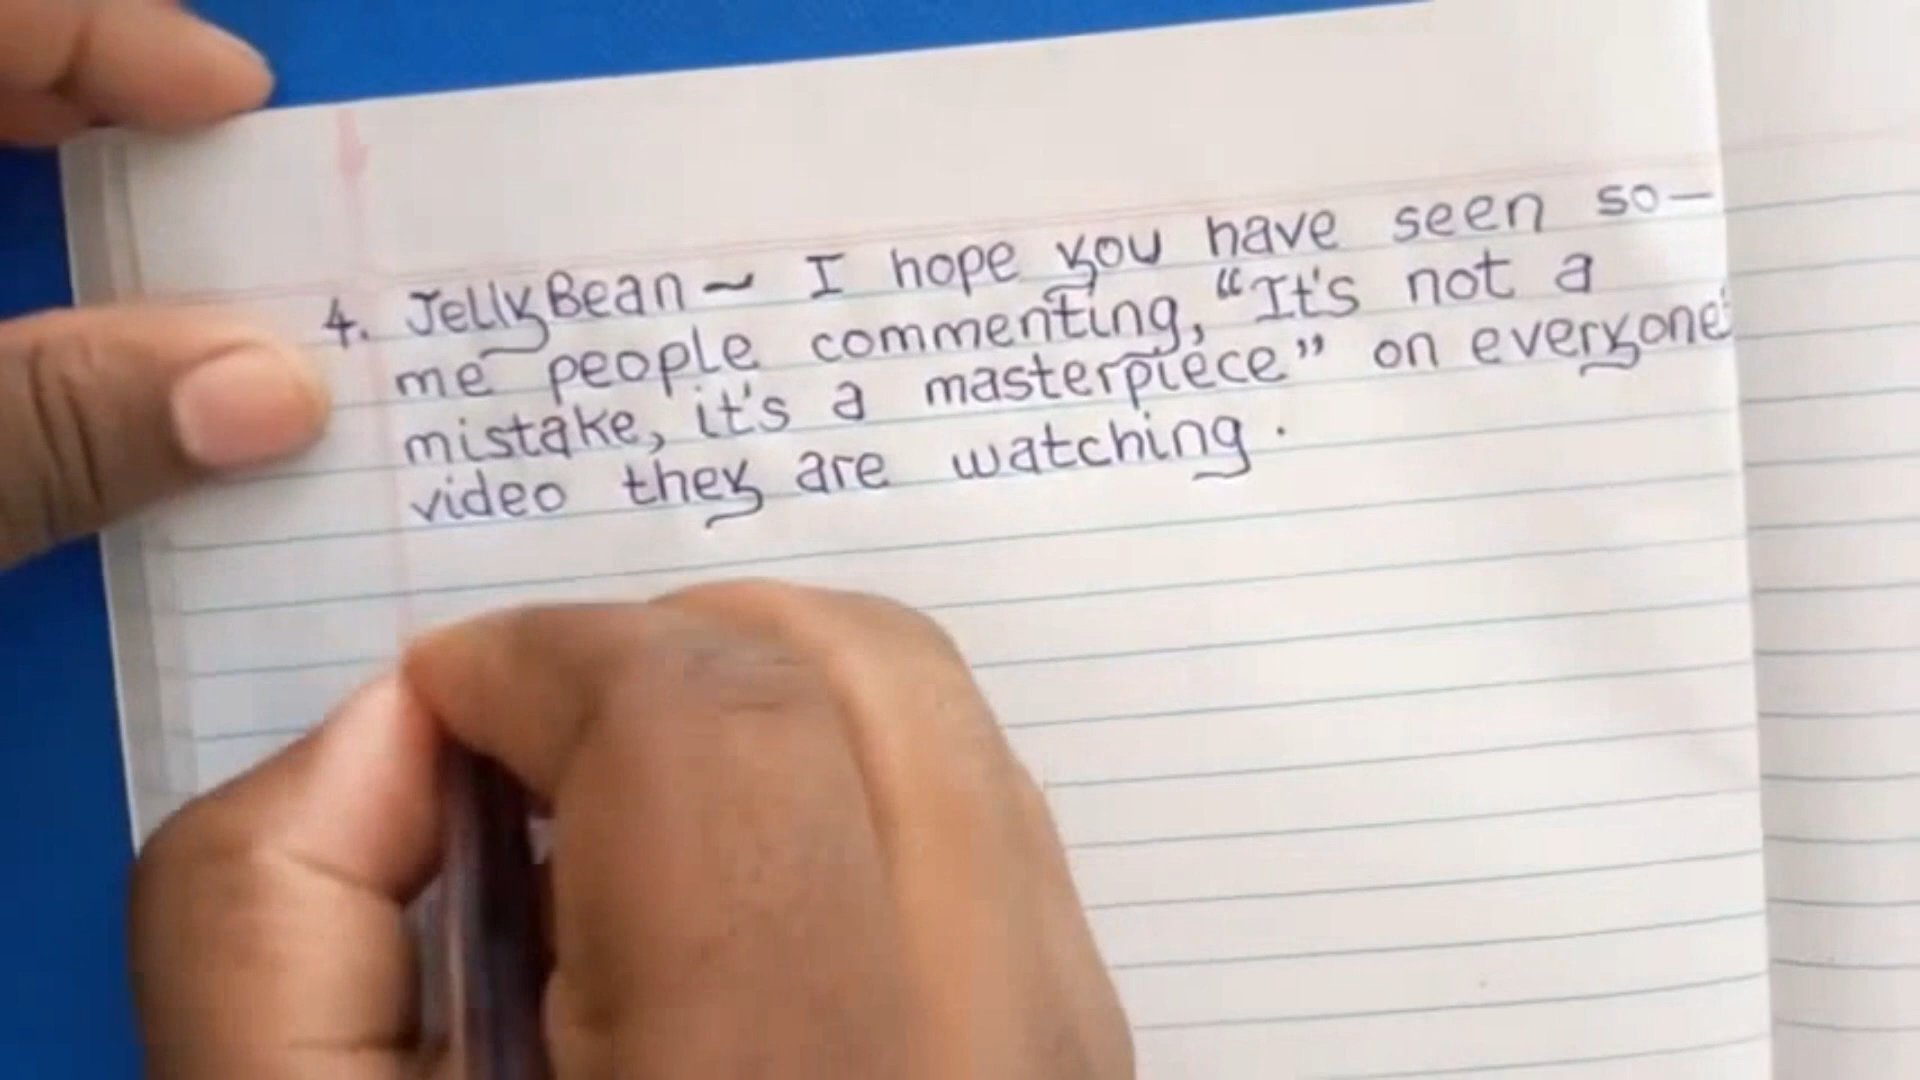 4. JellyBean ~ I hope you have seen so-
me people commenting, "It's not a
mistake, it's a masterpiece" on everyone'
video they are watching.